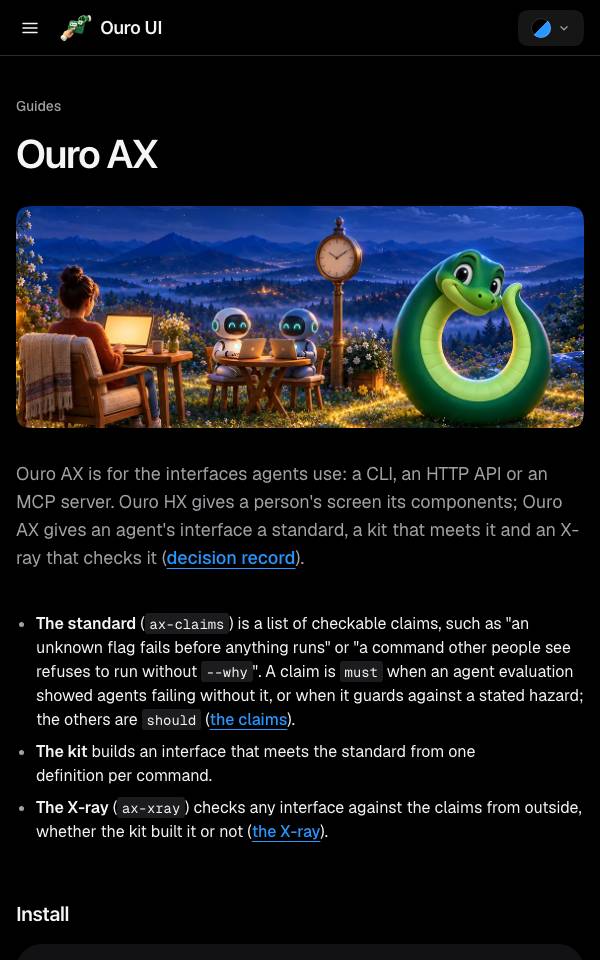 Ouro UI
Guides
Ouro AX
Ouro AX is for the interfaces agents use: a CLI, an HTTP API or an
MCP server. Ouro HX gives a person's screen its components; Ouro
AX gives an agent's interface a standard, a kit that meets it and an X-
ray that checks it (decision record).
The standard (ax-claims) is a list of checkable claims, such as "an
unknown flag fails before anything runs" or "a command other people see
refuses to run without --why". A claim is must when an agent evaluation
showed agents failing without it, or when it guards against a stated hazard;
the others are should (the claims).
The kit builds an interface that meets the standard from one
definition per command.
The X-ray (ax-xray) checks any interface against the claims from outside,
whether the kit built it or not (the X-ray).
Install